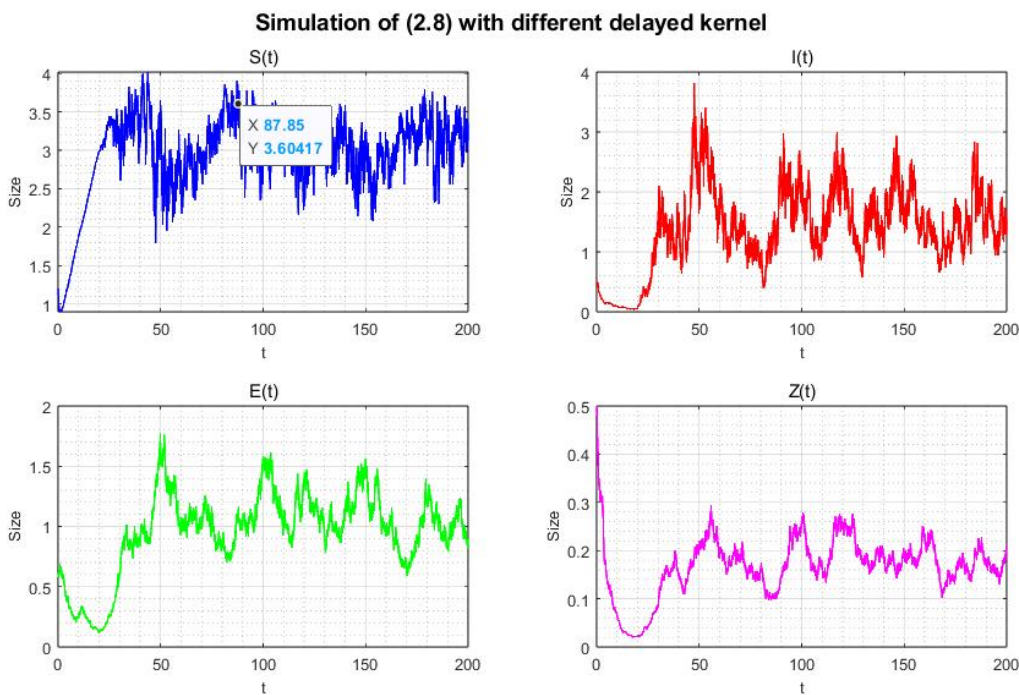 Simulation of (2.8) with different delayed kernel
S(t)
Size
4
3.5
3
2.5
2
1.5
1
X 87.85
Y 3.60417
0 50 100 150 200
t
I(t)
Size
4
3
2
1
0
0 50 100 150 200
t
E(t)
Size
2
1.5
1
0.5
0
0 50 100 150 200
t
Z(t)
Size
0.5
0.4
0.3
0.2
0.1
0
0 50 100 150 200
t